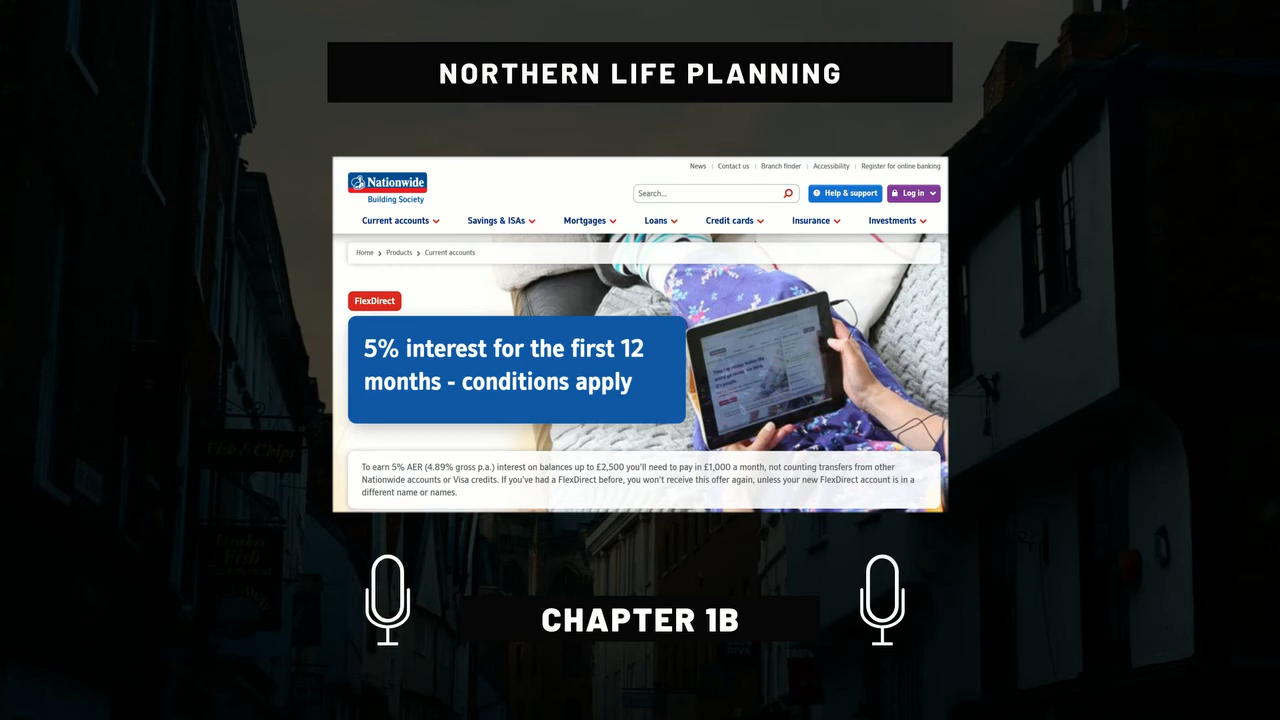 NORTHERN LIFE PLANNING
News | Contact us | Branch finder | Accessibility | Register for online banking
Nationwide
Building Society
Search...
Help & support
Log in
Current accounts Savings & ISAs Mortgages Loans Credit cards Insurance Investments
Home > Products > Current accounts
FlexDirect
5% interest for the first 12
months - conditions apply
To earn 5% AER (4.89% gross p.a.) interest on balances up to £2,500 you'll need to pay in £1,000 a month, not counting transfers from other
Nationwide accounts or Visa credits. If you've had a FlexDirect before, you won't receive this offer again, unless your new FlexDirect account is in a
different name or names.
Fish & Chips
CHAPTER 1B